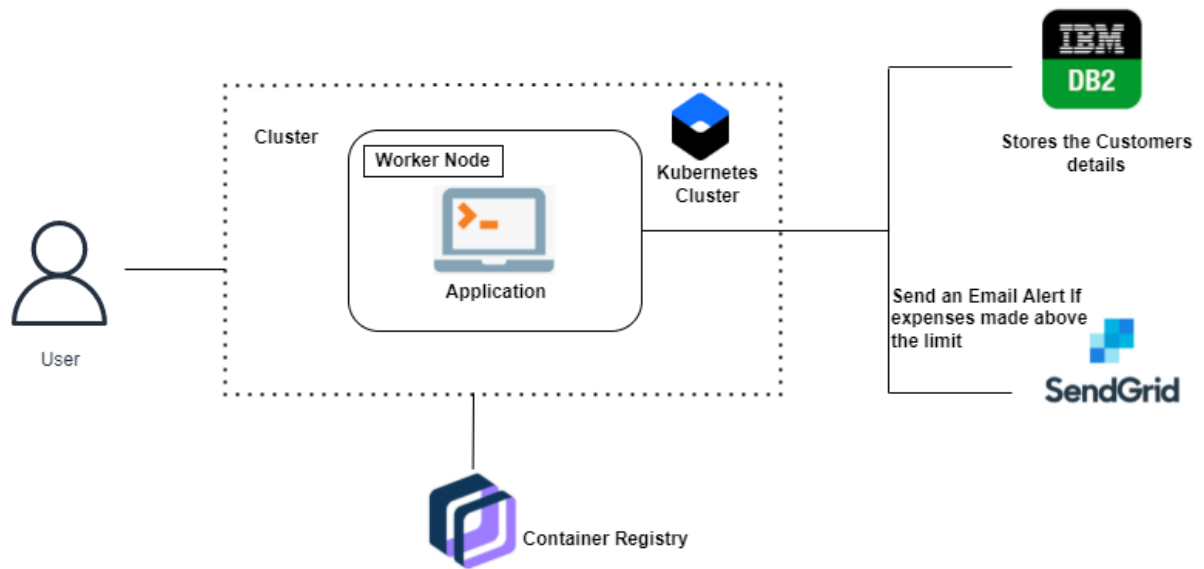 IBM
DB2
Stores the Customers
details
Cluster
Worker Node
Kubernetes
Cluster
Application
User
Send an Email Alert If
expenses made above
the limit
SendGrid
Container Registry